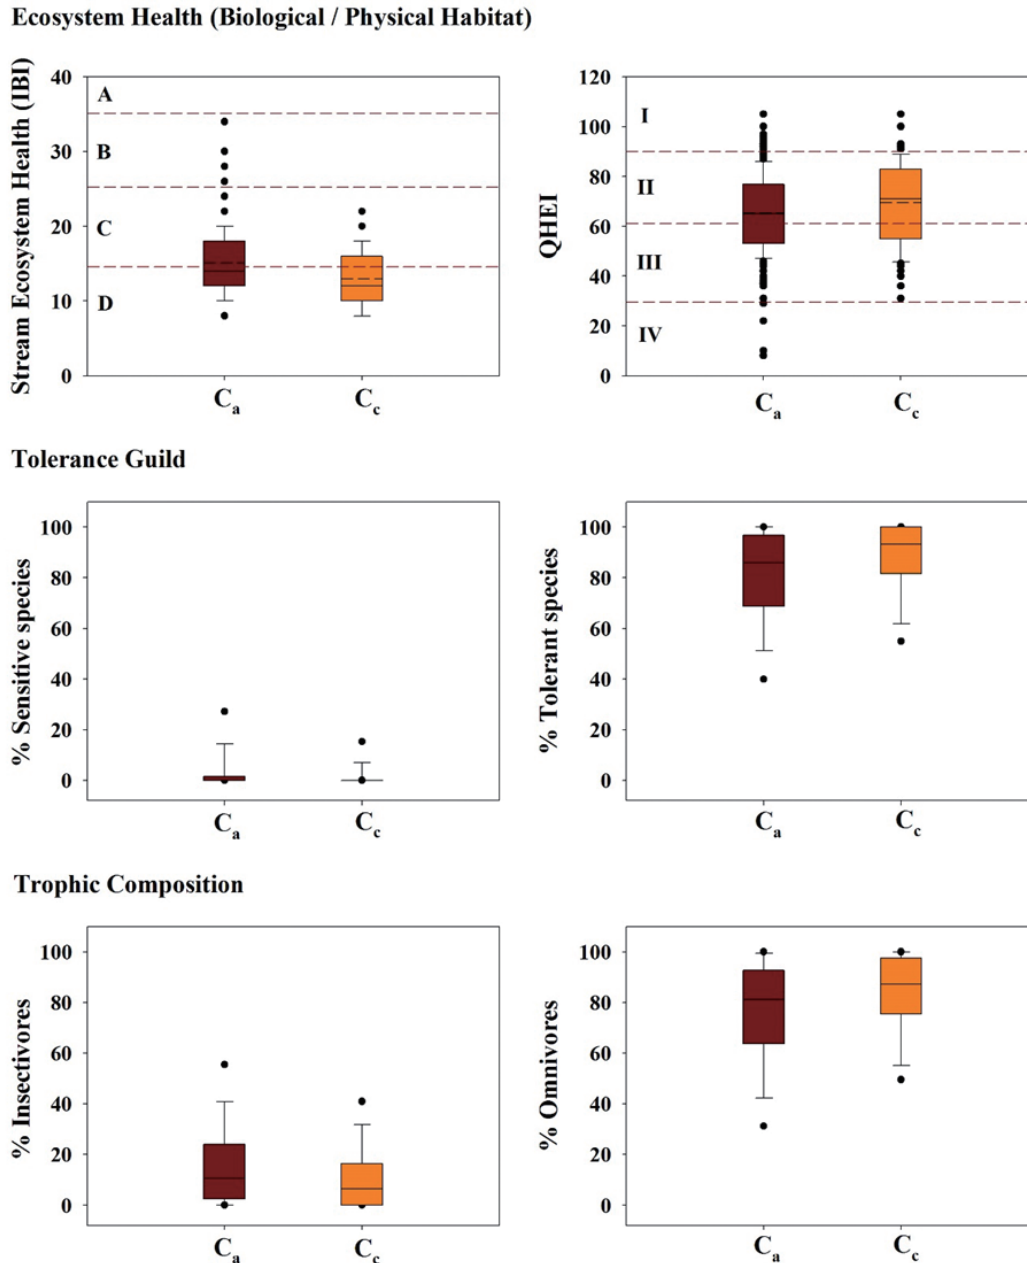 Ecosystem Health (Biological / Physical Habitat)
Stream Ecosystem Health (IBI)
40
30
20
10
0
A
B
C
D
Ca
Cc
QHEI
120
100
80
60
40
20
0
I
II
III
IV
Ca
Cc
Tolerance Guild
% Sensitive species
100
80
60
40
20
0
Ca
Cc
% Tolerant species
100
80
60
40
20
0
Ca
Cc
Trophic Composition
% Insectivores
100
80
60
40
20
0
Ca
Cc
% Omnivores
100
80
60
40
20
0
Ca
Cc